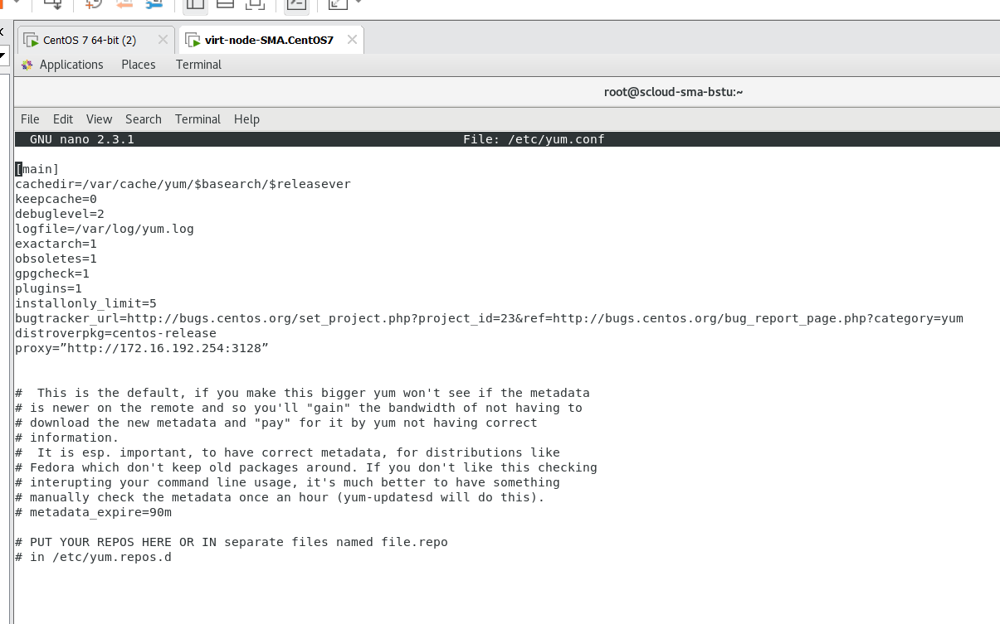 CentOS 7 64-bit (2)
virt-node-SMA.CentOS7
Applications Places Terminal
root@scloud-sma-bstu:~
File Edit View Search Terminal Help
GNU nano 2.3.1 File: /etc/yum.conf
[main]
cachedir=/var/cache/yum/$basearch/$releasever
keepcache=0
debuglevel=2
logfile=/var/log/yum.log
exactarch=1
obsoletes=1
gpgcheck=1
plugins=1
installonly_limit=5
bugtracker_url=http://bugs.centos.org/set_project.php?project_id=23&ref=http://bugs.centos.org/bug_report_page.php?category=yum
distroverpkg=centos-release
proxy=”http://172.16.192.254:3128”
#  This is the default, if you make this bigger yum won't see if the metadata
# is newer on the remote and so you'll "gain" the bandwidth of not having to
# download the new metadata and "pay" for it by yum not having correct
# information.
#  It is esp. important, to have correct metadata, for distributions like
# Fedora which don't keep old packages around. If you don't like this checking
# interupting your command line usage, it's much better to have something
# manually check the metadata once an hour (yum-updatesd will do this).
# metadata_expire=90m
# PUT YOUR REPOS HERE OR IN separate files named file.repo
# in /etc/yum.repos.d